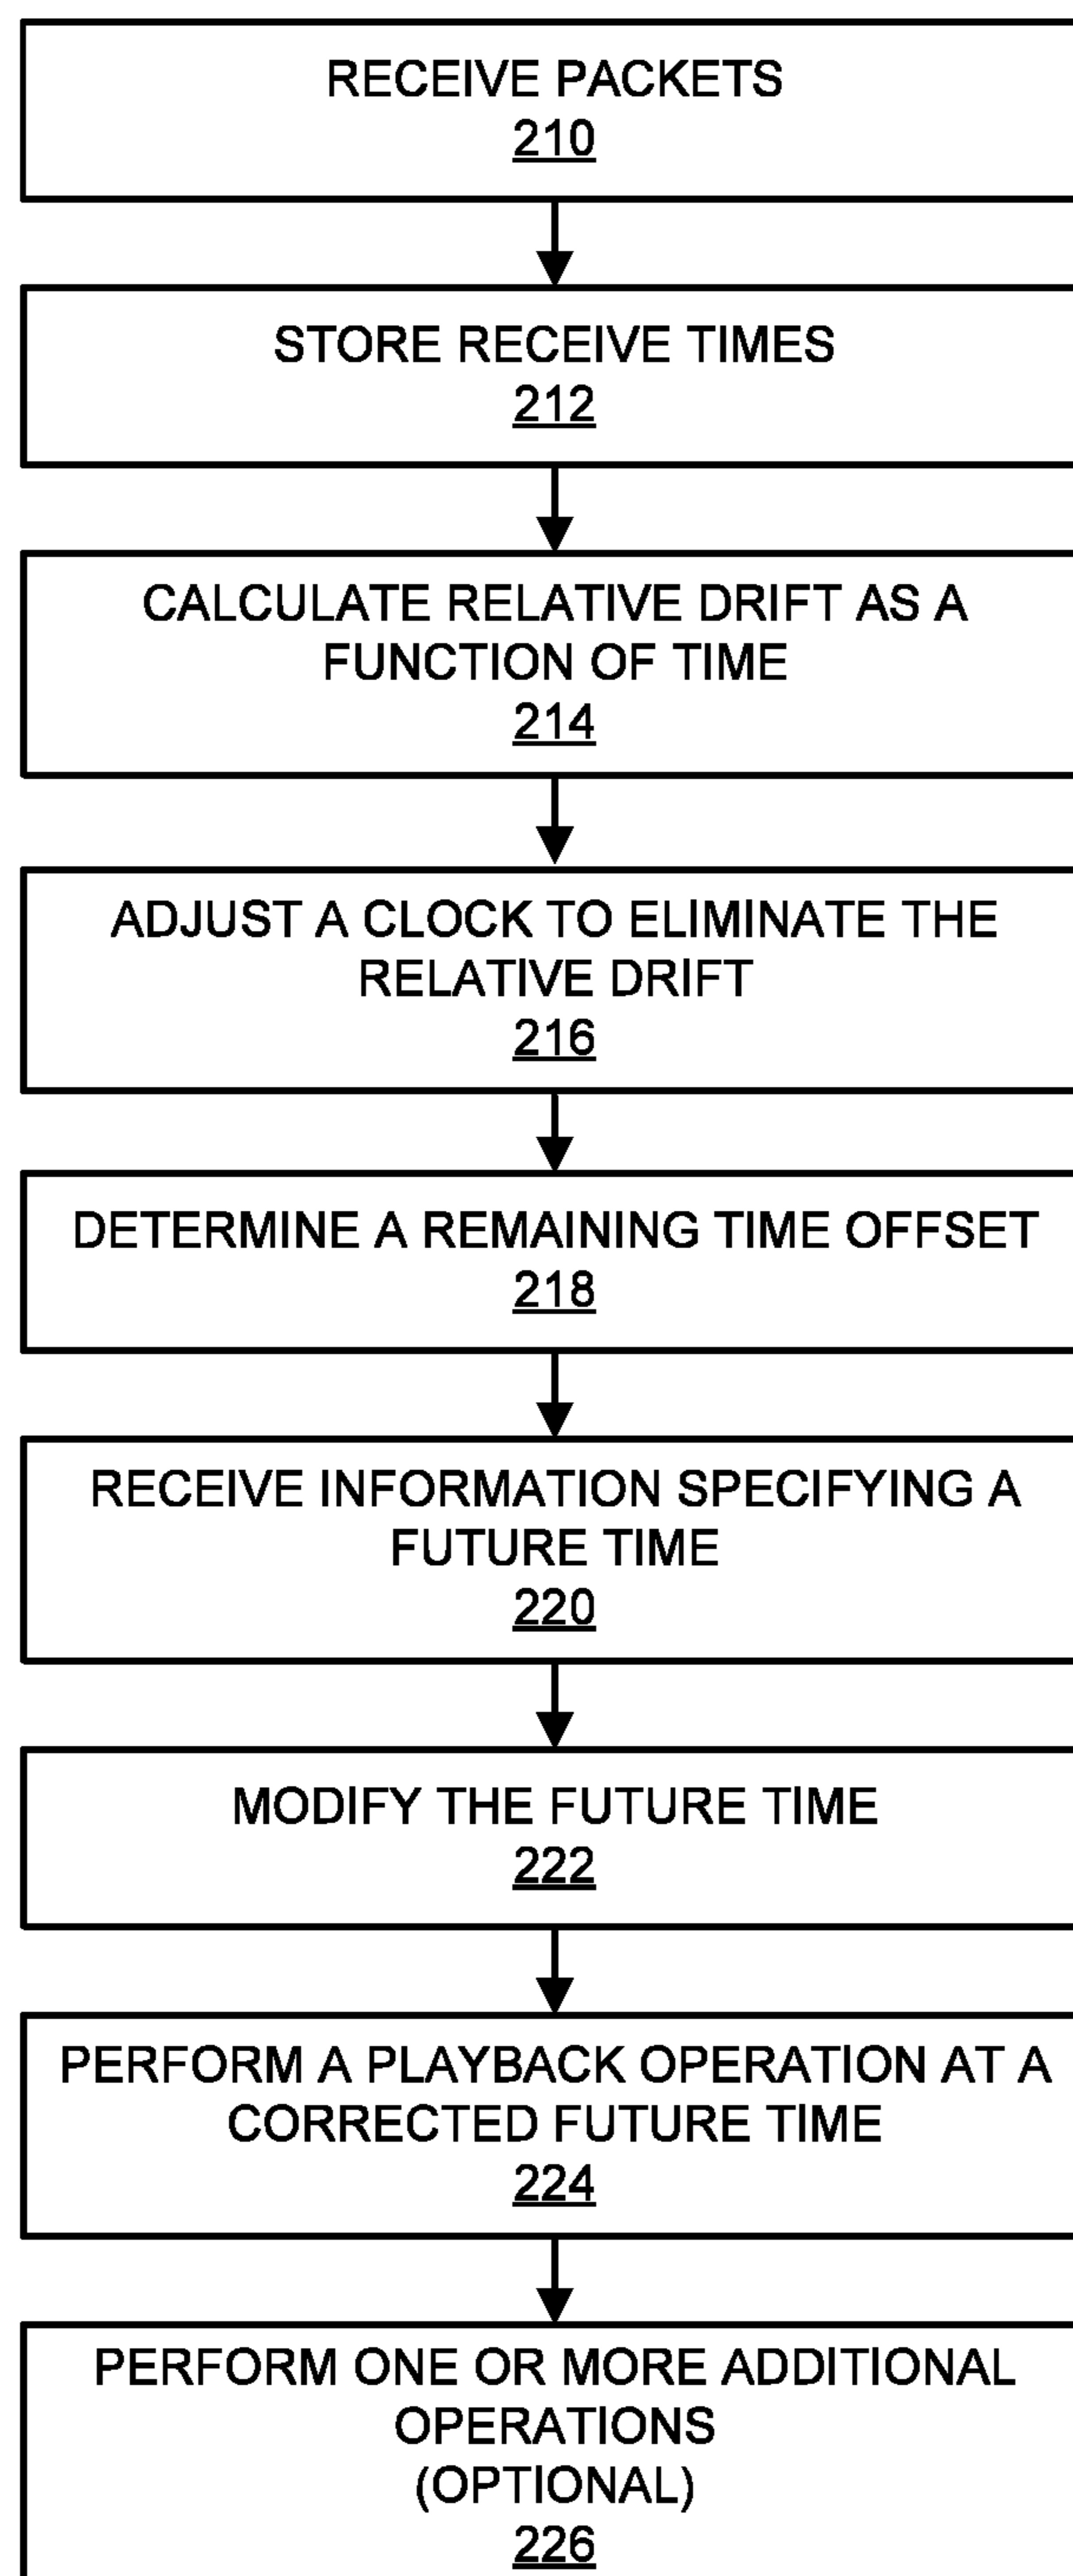 RECEIVE PACKETS
210
STORE RECEIVE TIMES
212
CALCULATE RELATIVE DRIFT AS A
FUNCTION OF TIME
214
ADJUST A CLOCK TO ELIMINATE THE
RELATIVE DRIFT
216
DETERMINE A REMAINING TIME OFFSET
218
RECEIVE INFORMATION SPECIFYING A
FUTURE TIME
220
MODIFY THE FUTURE TIME
222
PERFORM A PLAYBACK OPERATION AT A
CORRECTED FUTURE TIME
224
PERFORM ONE OR MORE ADDITIONAL
OPERATIONS
(OPTIONAL)
226